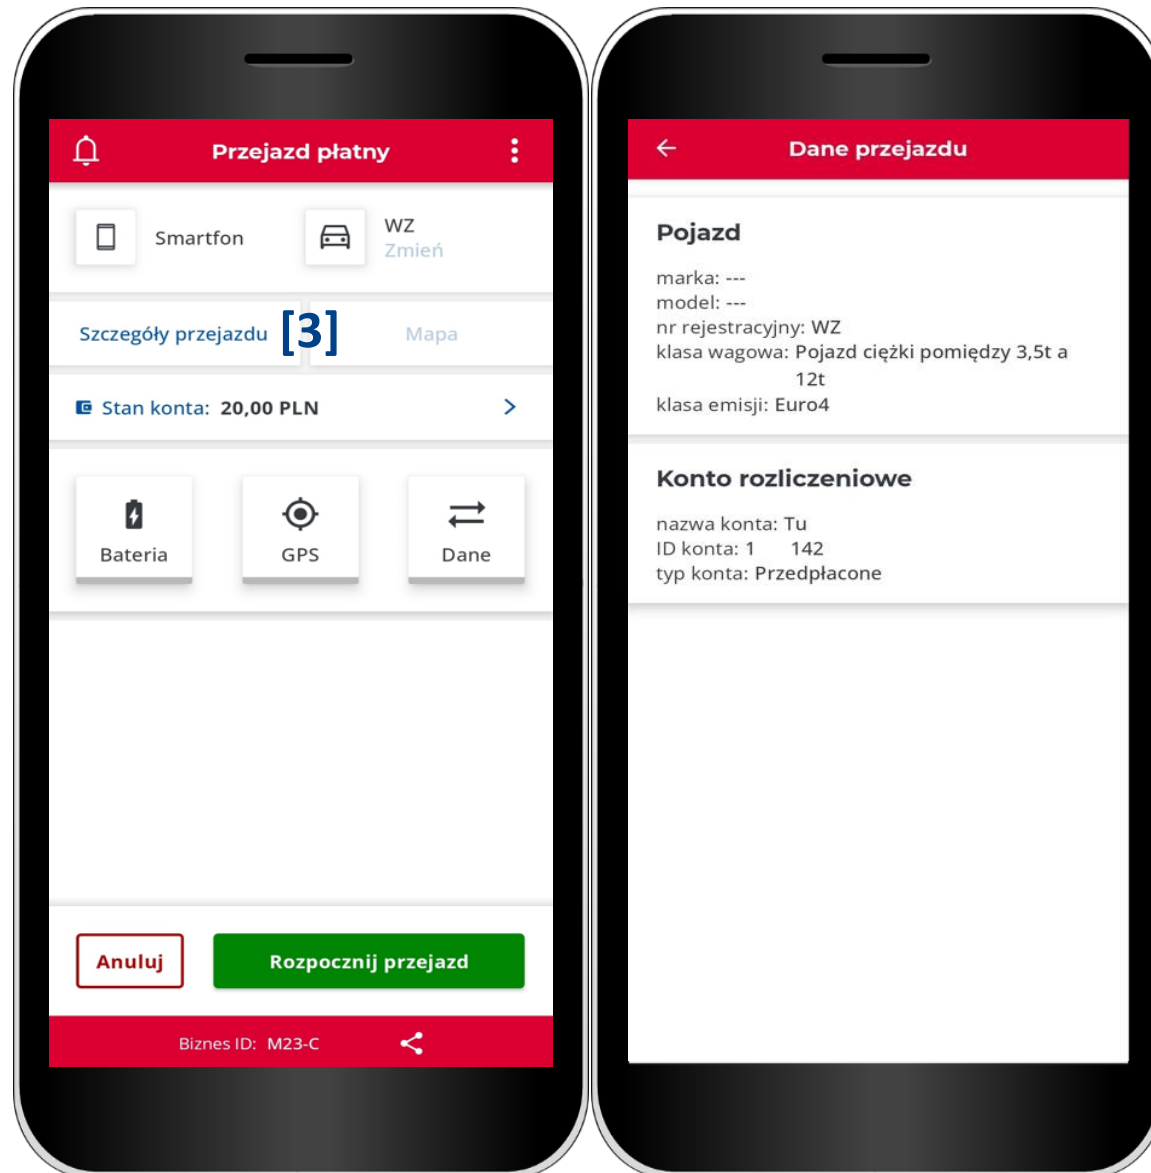 Przejazd płatny
Smartfon
WZ
Zmień
Szczegóły przejazdu [3]
Mapa
Stan konta: 20,00 PLN
Bateria
GPS
Dane
Anuluj
Rozpocznij przejazd
Biznes ID: M23-C
Dane przejazdu
Pojazd
marka: ---
model: ---
nr rejestracyjny: WZ
klasa wagowa: Pojazd ciężki pomiędzy 3,5t a
12t
klasa emisji: Euro4
Konto rozliczeniowe
nazwa konta: Tu
ID konta: 1 142
typ konta: Przedpłacone